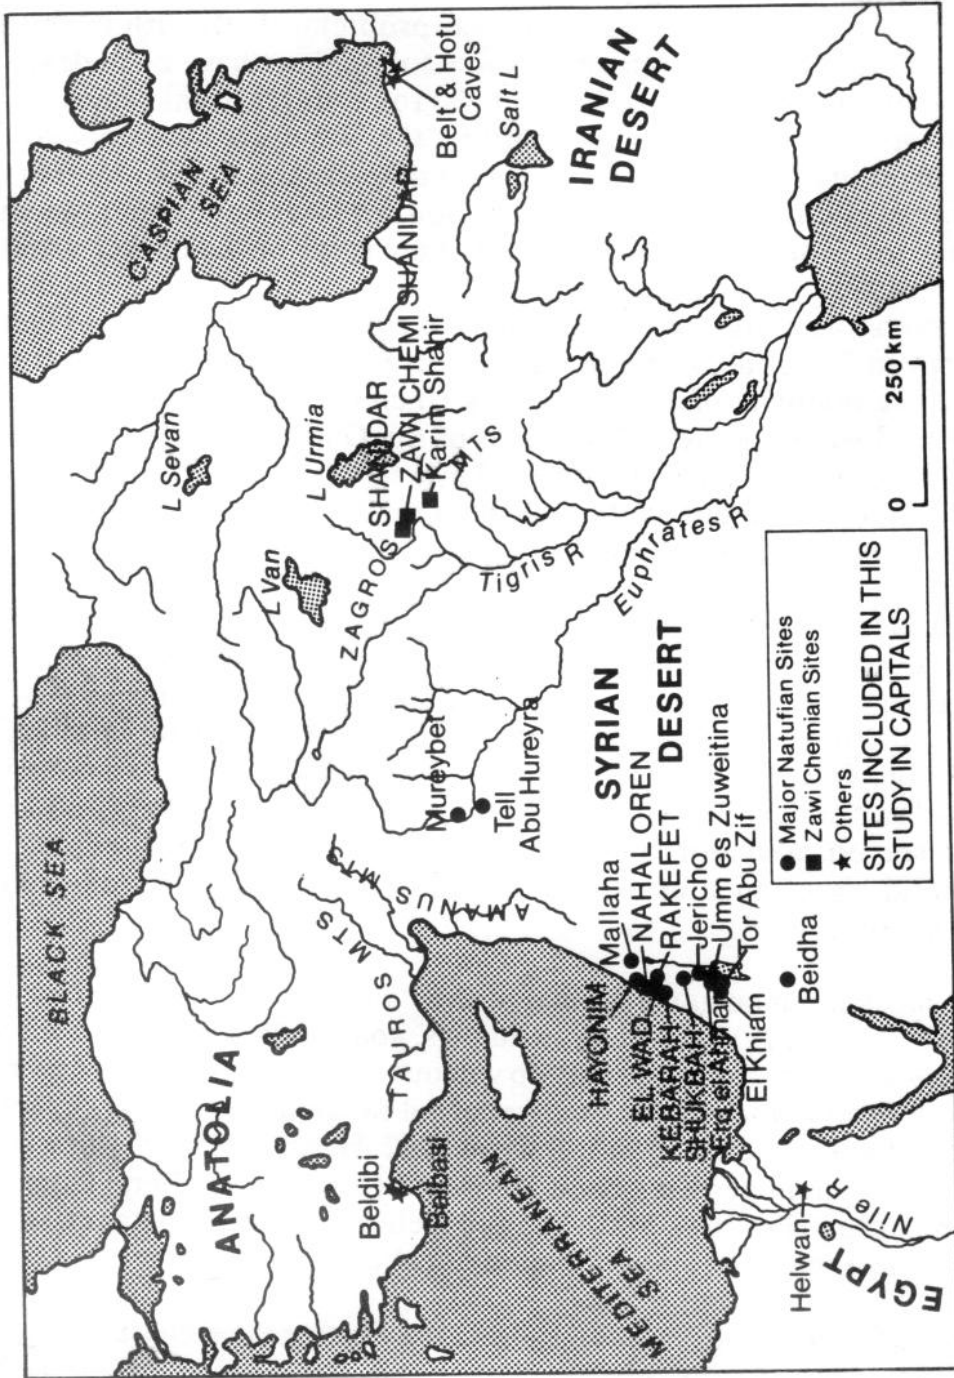 BLACK SEA
CASPIAN
SEA
ANATOLIA
L Sevan
L Van
L Urmia
TAUROS MTS
AMANUS MTS
ZAGROS
MTS
Beldibi
Belbasi
Mureybet
Tell
Abu Hureyra
SHANIDAR
ZAWI CHEMI SHANIDAR
Karim Shahir
Belt & Hotu
Caves
Salt L
IRANIAN
DESERT
Tigris R
Euphrates R
SYRIAN
DESERT
MEDITERRANEAN
SEA
HAYONIM
EL WAD
KEBARAH
SHUKBAH
Erq el Ahmar
El Khiam
Mallaha
NAHAL OREN
RAKEFET
Jericho
Umm es Zuweitina
Tor Abu Zif
Beidha
Helwan
Nile R
EGYPT
0 250 km
Major Natufian Sites
Zawi Chemian Sites
Others
SITES INCLUDED IN THIS
STUDY IN CAPITALS